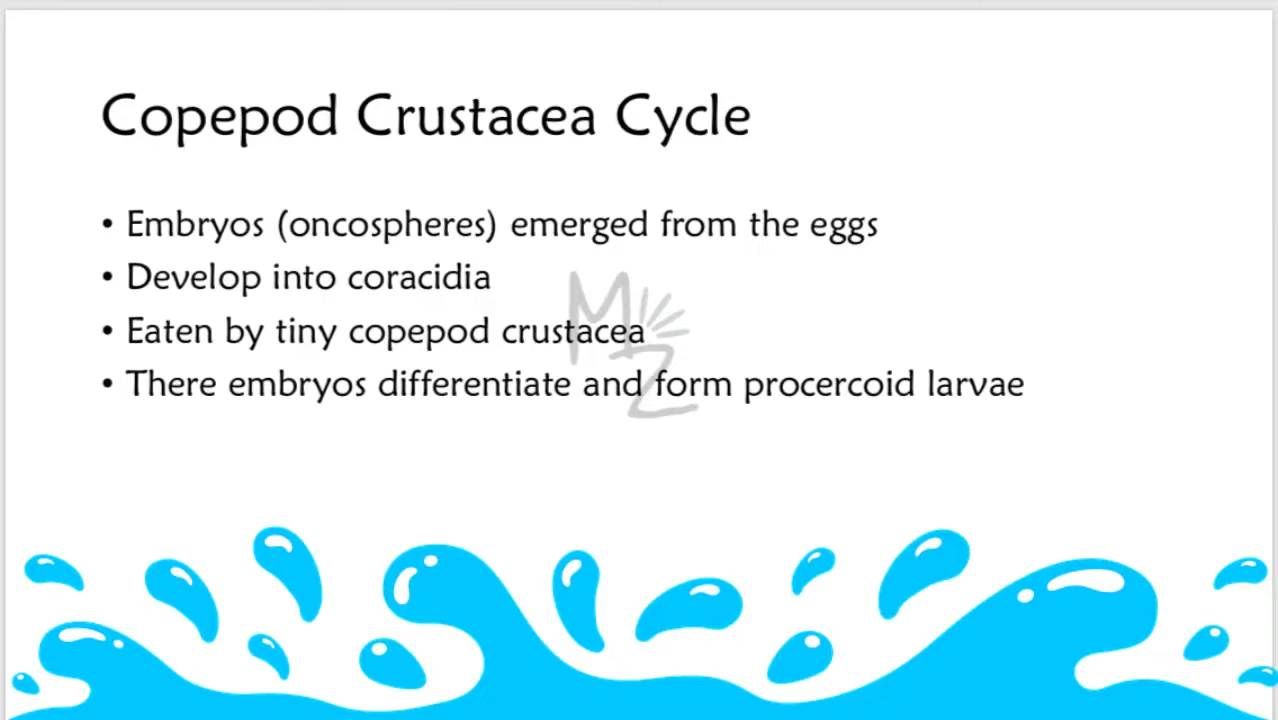 Copepod Crustacea Cycle
• Embryos (oncospheres) emerged from the eggs
• Develop into coracidia
• Eaten by tiny copepod crustacea
• There embryos differentiate and form procercoid larvae
MZ